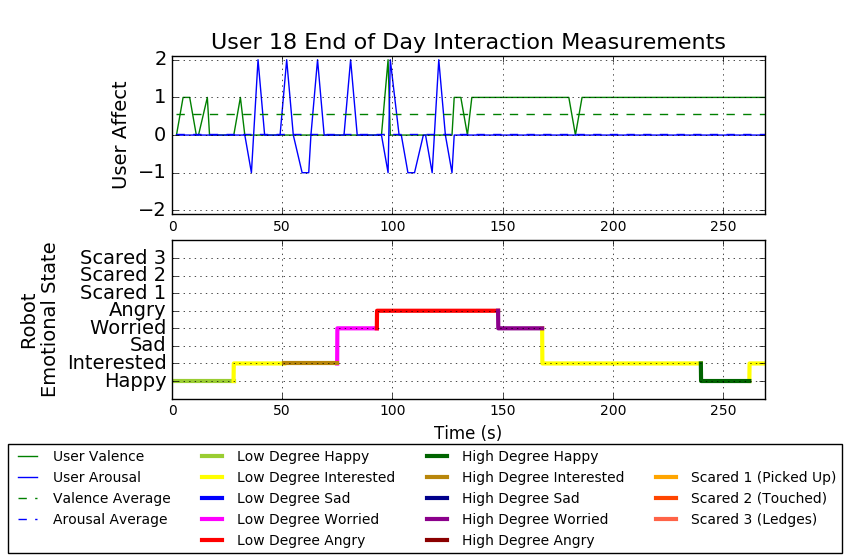 User 18 End of Day Interaction Measurements
User Affect
2
1
0
−1
−2
0 50 100 150 200 250
Robot
Emotional State
Scared 3
Scared 2
Scared 1
Angry
Worried
Sad
Interested
Happy
0 50 100 150 200 250
Time (s)
User Valence
User Arousal
Valence Average
Arousal Average
Low Degree Happy
Low Degree Interested
Low Degree Sad
Low Degree Worried
Low Degree Angry
High Degree Happy
High Degree Interested
High Degree Sad
High Degree Worried
High Degree Angry
Scared 1 (Picked Up)
Scared 2 (Touched)
Scared 3 (Ledges)